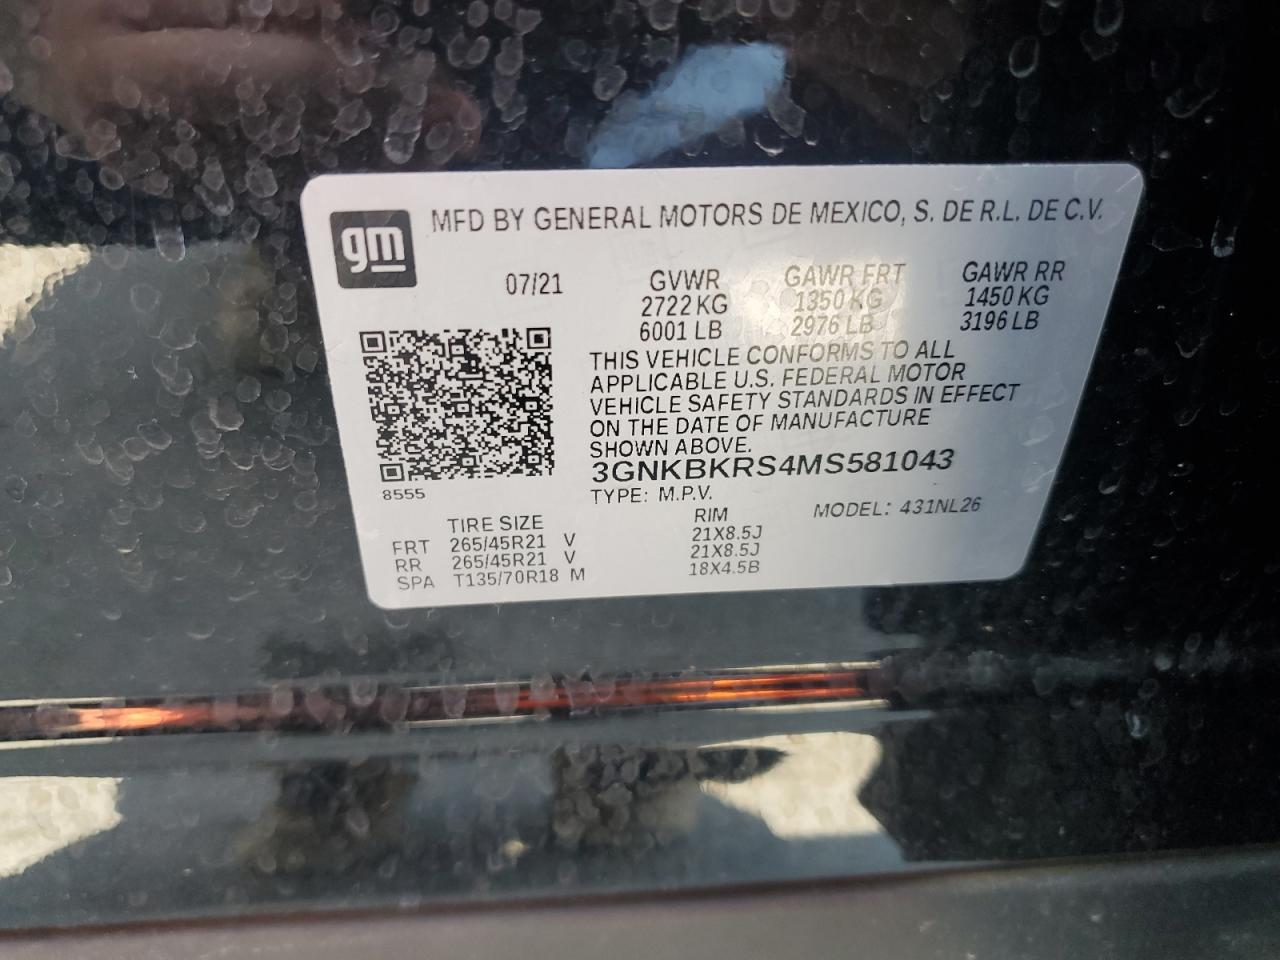 gm
MFD BY GENERAL MOTORS DE MEXICO, S. DE R.L. DE C.V.
07/21 GVWR GAWR FRT GAWR RR
2722 KG 1350 KG 1450 KG
6001 LB 2976 LB 3196 LB
THIS VEHICLE CONFORMS TO ALL
APPLICABLE U.S. FEDERAL MOTOR
VEHICLE SAFETY STANDARDS IN EFFECT
ON THE DATE OF MANUFACTURE
SHOWN ABOVE.
3GNKBKRS4MS581043
8555
TYPE: M.P.V. MODEL: 431NL26
TIRE SIZE RIM
FRT 265/45R21 V 21X8.5J
RR 265/45R21 V 21X8.5J
SPA T135/70R18 M 18X4.5B